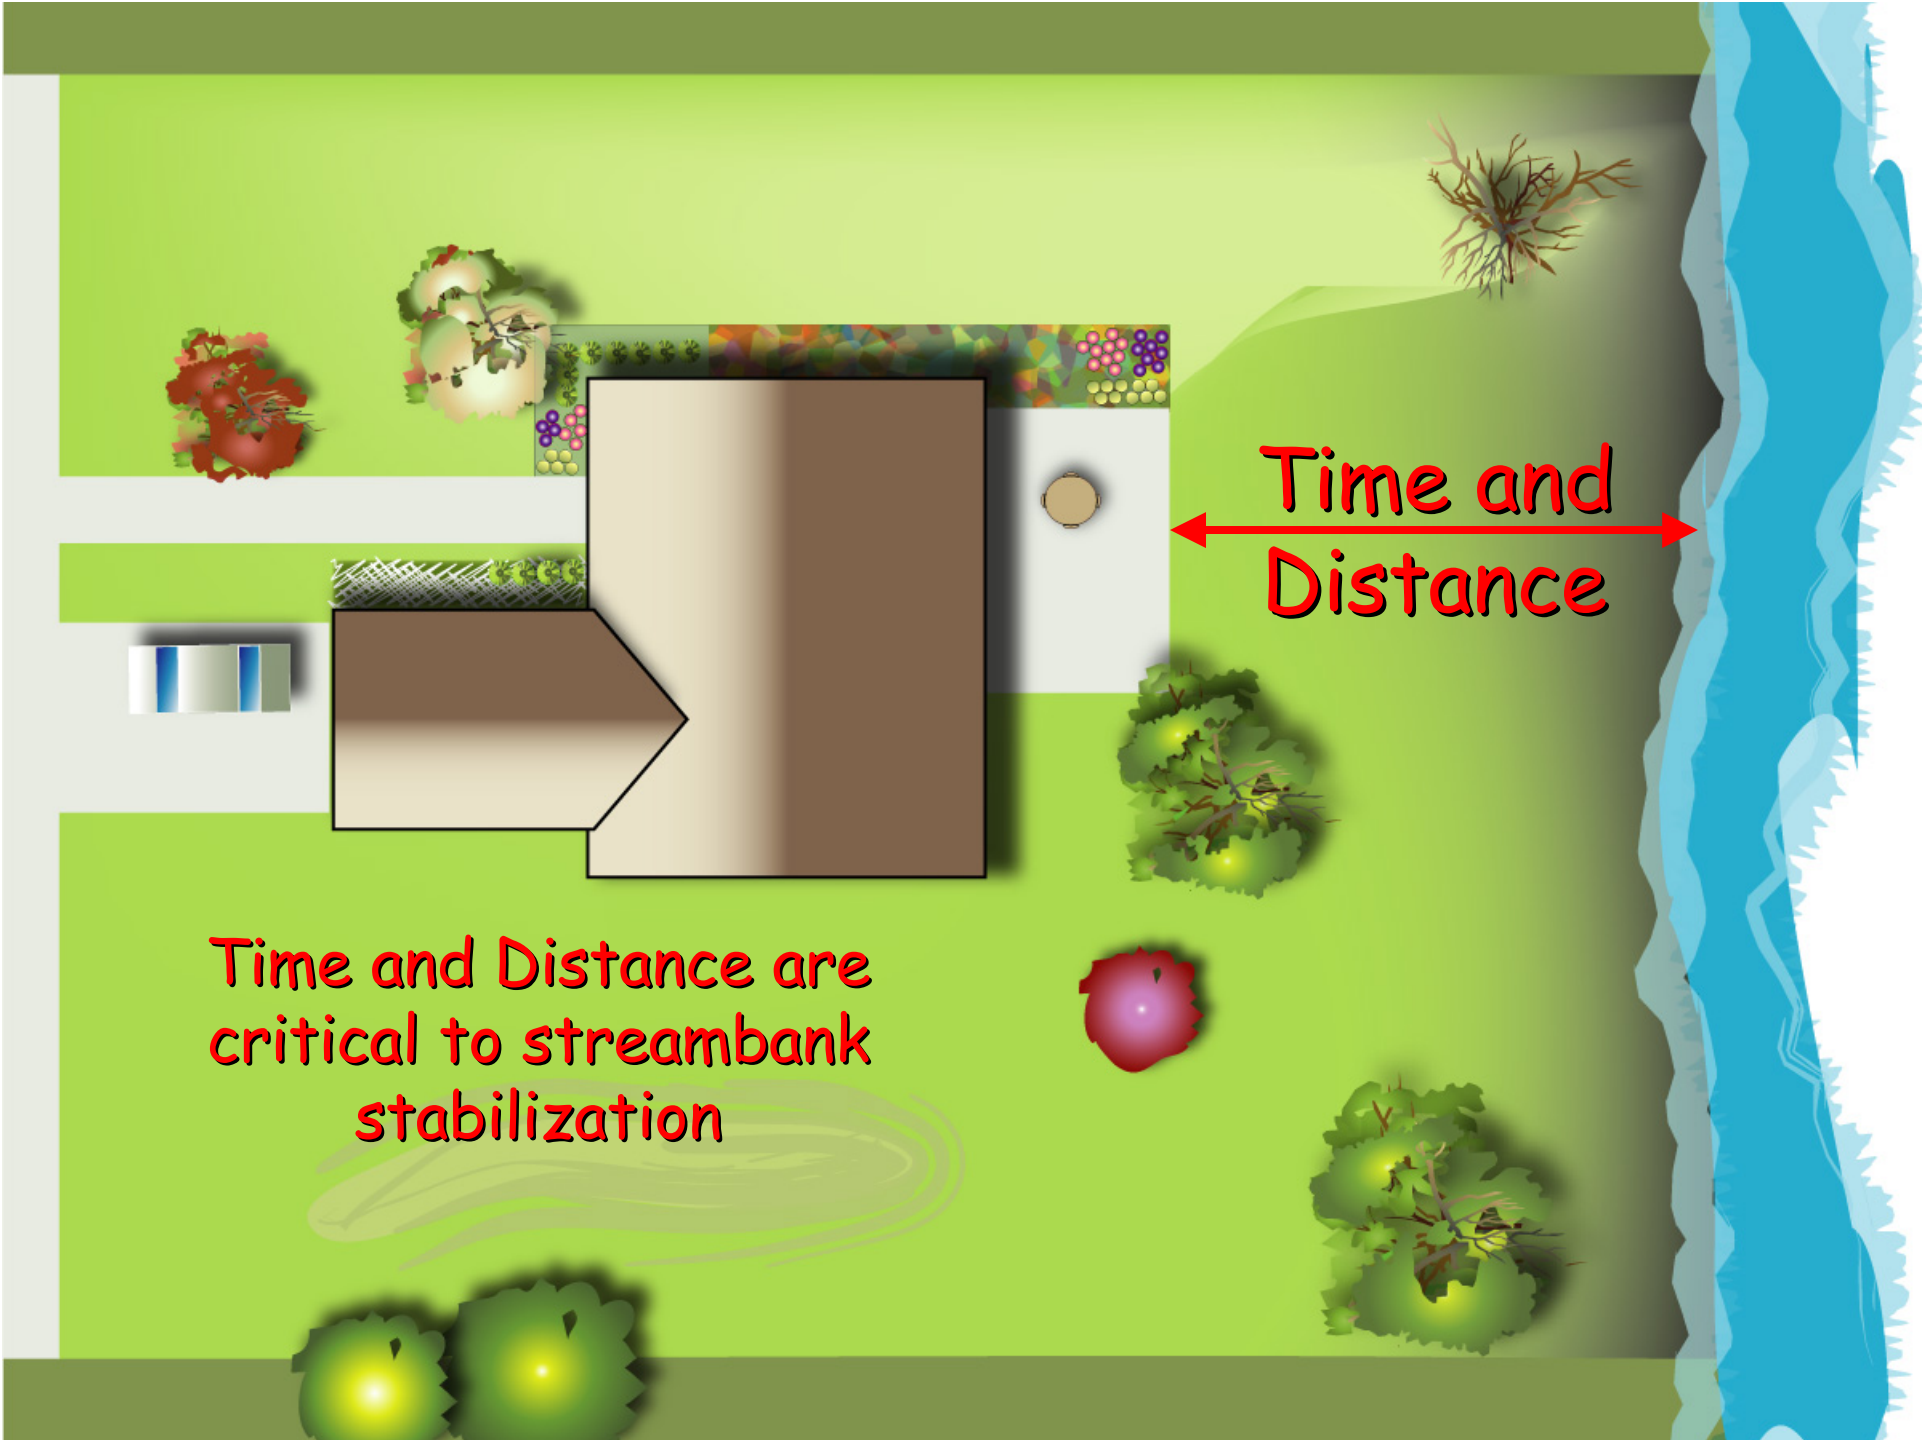 Time and
Distance
Time and Distance are
critical to streambank
stabilization